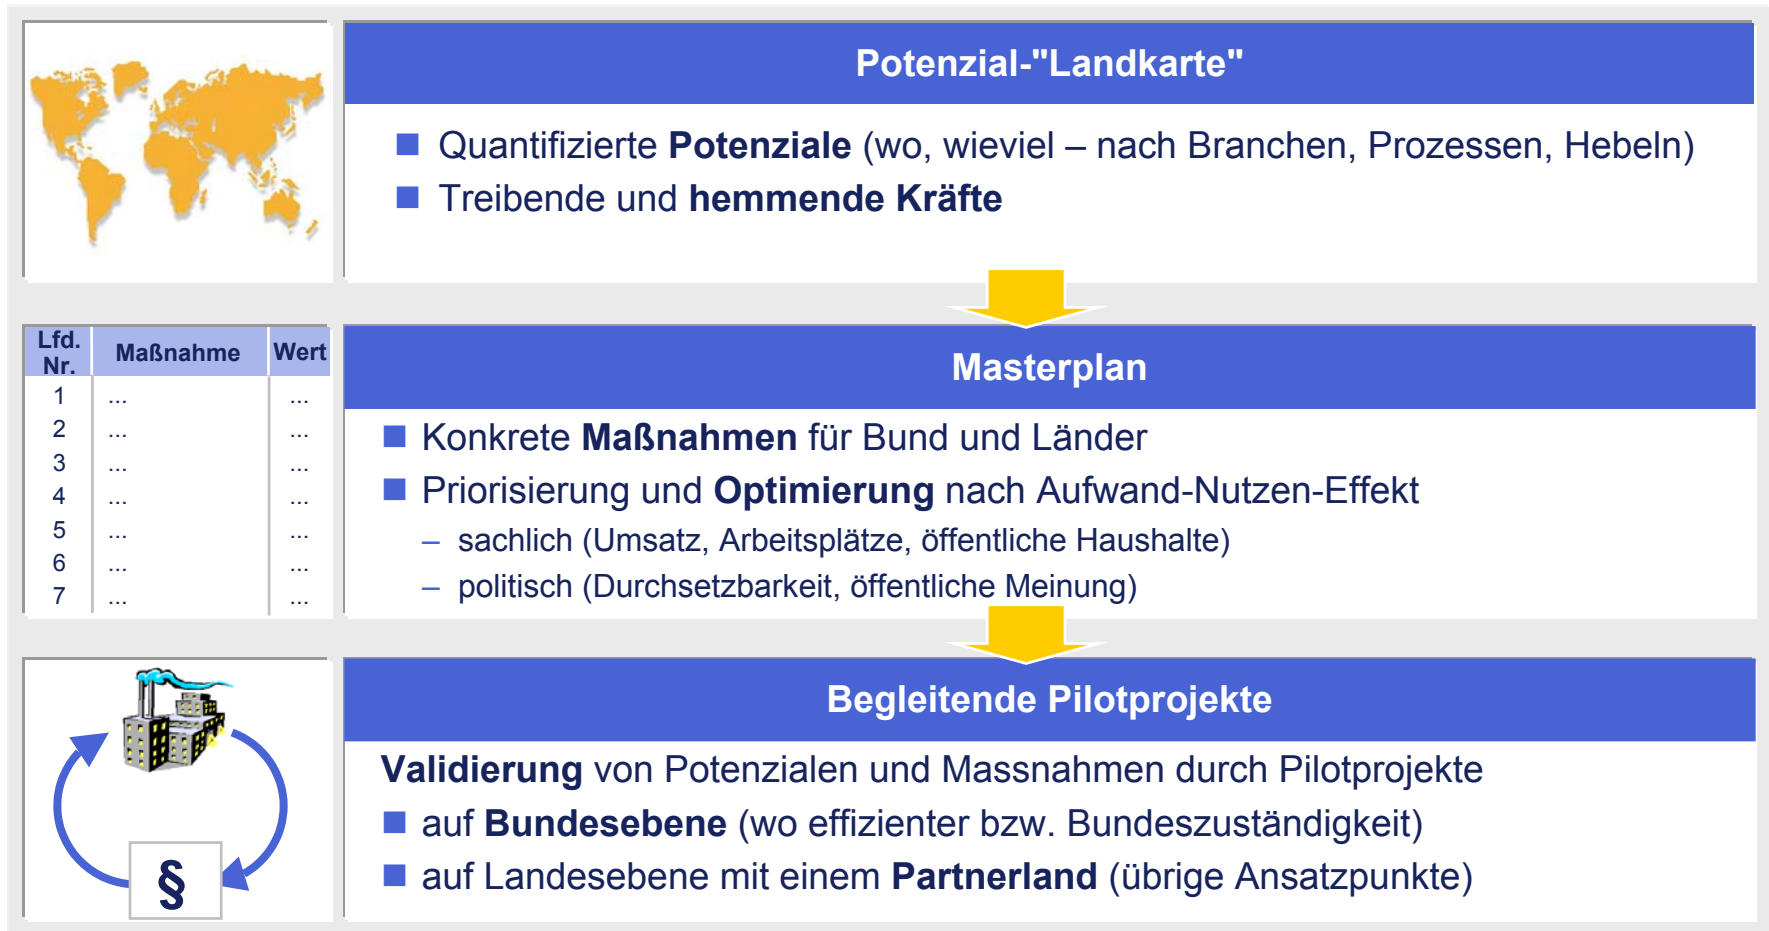 Potenzial-"Landkarte"
Quantifizierte Potenziale (wo, wieviel – nach Branchen, Prozessen, Hebeln)
Treibende und hemmende Kräfte
Lfd. Nr. Maßnahme Wert
1 ... ...
2 ... ...
3 ... ...
4 ... ...
5 ... ...
6 ... ...
7 ... ...
Masterplan
Konkrete Maßnahmen für Bund und Länder
Priorisierung und Optimierung nach Aufwand-Nutzen-Effekt
– sachlich (Umsatz, Arbeitsplätze, öffentliche Haushalte)
– politisch (Durchsetzbarkeit, öffentliche Meinung)
§
Begleitende Pilotprojekte
Validierung von Potenzialen und Massnahmen durch Pilotprojekte
auf Bundesebene (wo effizienter bzw. Bundeszuständigkeit)
auf Landesebene mit einem Partnerland (übrige Ansatzpunkte)